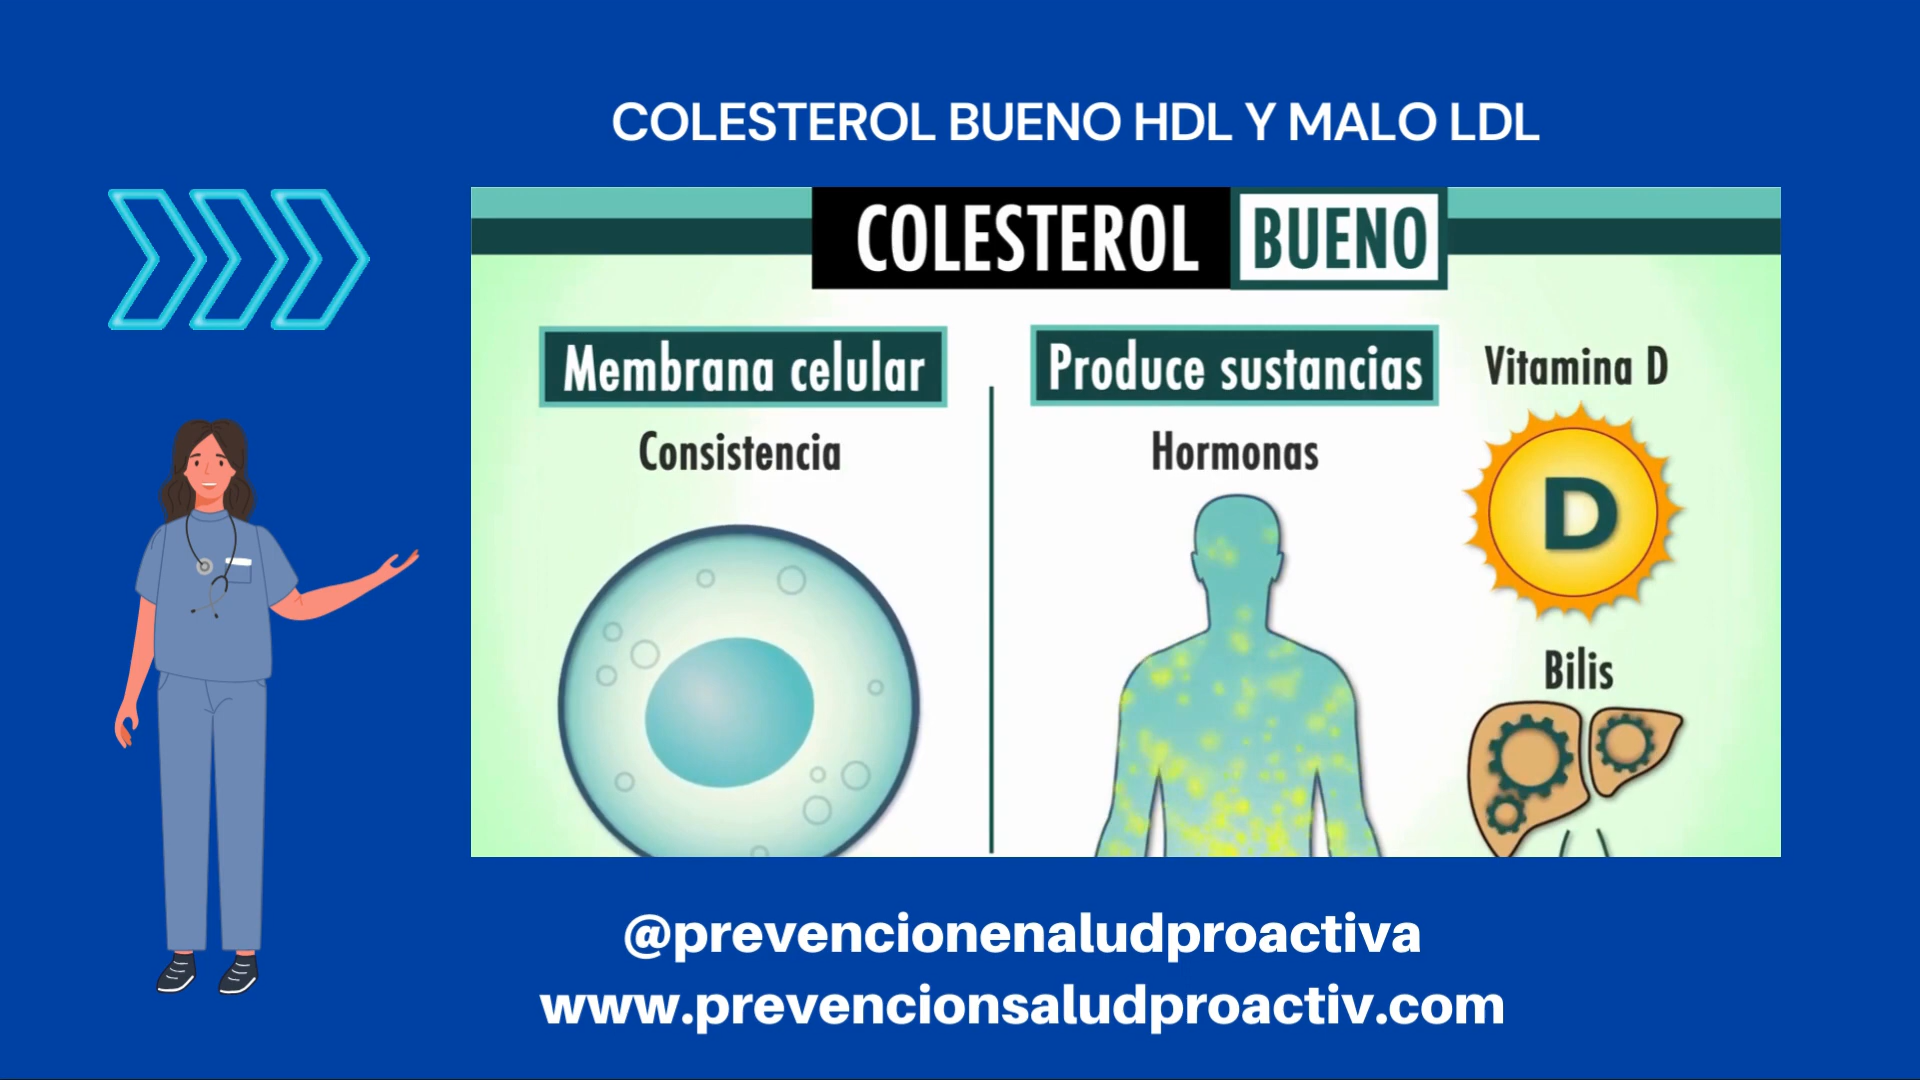 COLESTEROL BUENO HDL Y MALO LDL
COLESTEROL BUENO
Membrana celular
Consistencia
Produce sustancias
Hormonas
Vitamina D
D
Bilis
@prevencionenaludproactiva
www.prevencionsaludproactiv.com